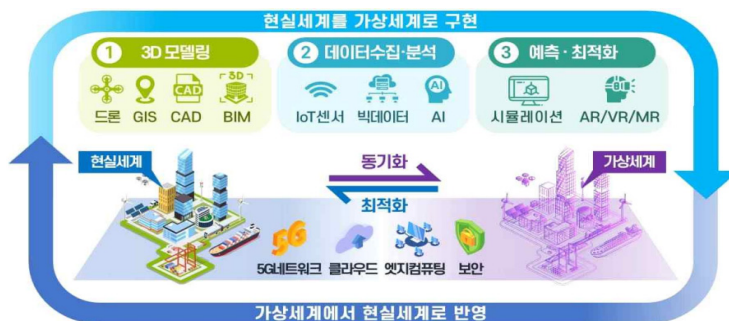 현실세계를 가상세계로 구현
1 3D 모델링
드론 GIS CAD BIM
CAD
3D
2 데이터수집·분석
IoT센서 빅데이터 AI
AI
3 예측·최적화
시뮬레이션 AR/VR/MR
현실세계
동기화
최적화
가상세계
5G
5G네트워크 클라우드 엣지컴퓨팅 보안
가상세계에서 현실세계로 반영